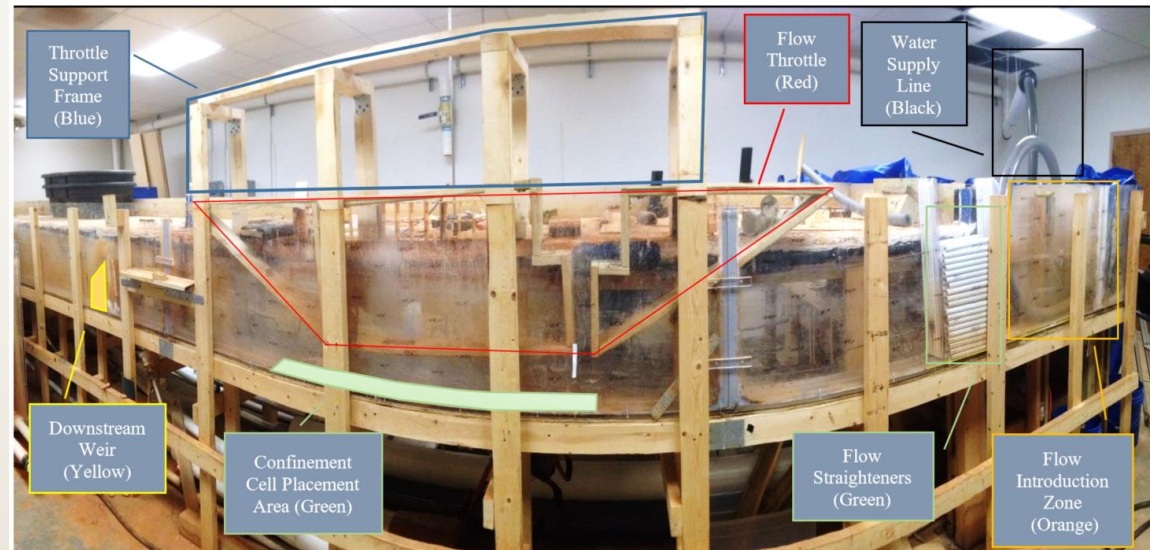 Throttle
Support
Frame
(Blue)
Flow
Throttle
(Red)
Water
Supply
Line
(Black)
Downstream
Weir
(Yellow)
Confinement
Cell Placement
Area (Green)
Flow
Straighteners
(Green)
Flow
Introduction
Zone
(Orange)